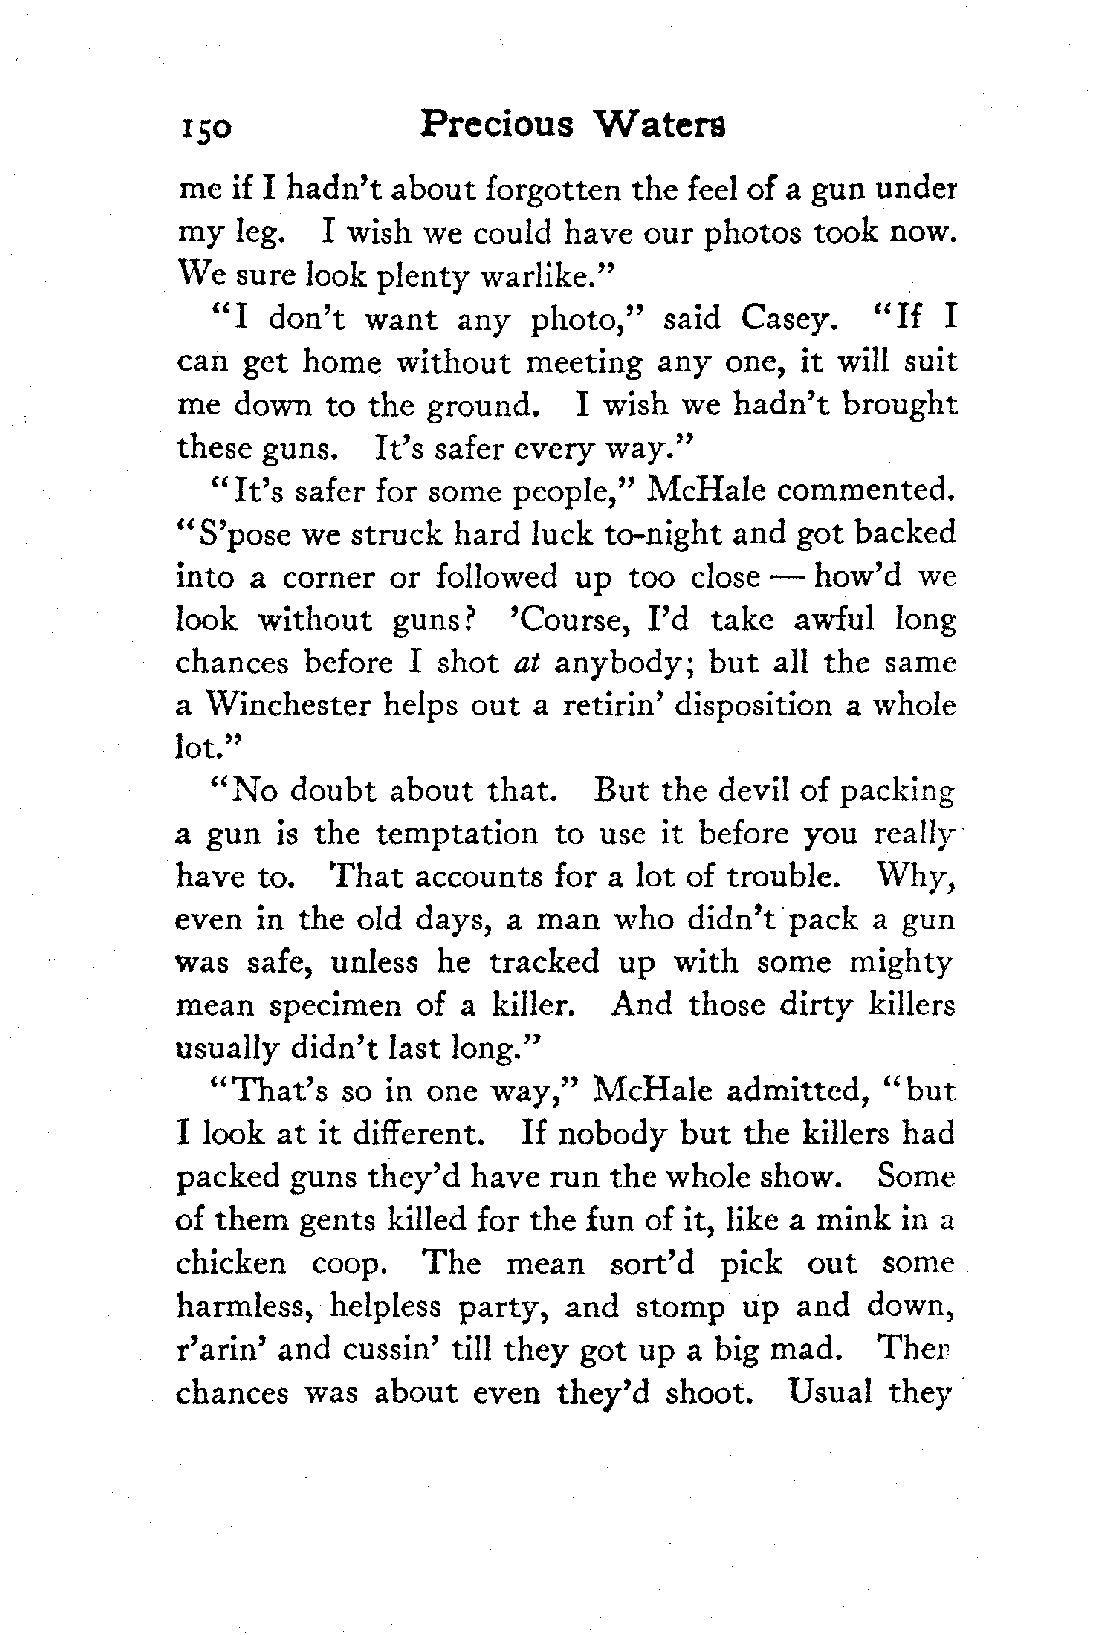 150 Precious Waters
me if I hadn't about forgotten the feel of a gun under
my leg. I wish we could have our photos took now.
We sure look plenty warlike."
"I don't want any photo," said Casey. "If I
can get home without meeting any one, it will suit
me down to the ground. I wish we hadn't brought
these guns. It's safer every way."
"It's safer for some people," McHale commented.
"S'pose we struck hard luck to-night and got backed
into a corner or followed up too close — how'd we
look without guns? 'Course, I'd take awful long
chances before I shot at anybody; but all the same
a Winchester helps out a retirin' disposition a whole
lot."
"No doubt about that. But the devil of packing
a gun is the temptation to use it before you really
have to. That accounts for a lot of trouble. Why,
even in the old days, a man who didn't pack a gun
was safe, unless he tracked up with some mighty
mean specimen of a killer. And those dirty killers
usually didn't last long."
"That's so in one way," McHale admitted, "but
I look at it different. If nobody but the killers had
packed guns they'd have run the whole show. Some
of them gents killed for the fun of it, like a mink in a
chicken coop. The mean sort'd pick out some
harmless, helpless party, and stomp up and down,
r'arin' and cussin' till they got up a big mad. Then
chances was about even they'd shoot. Usual they